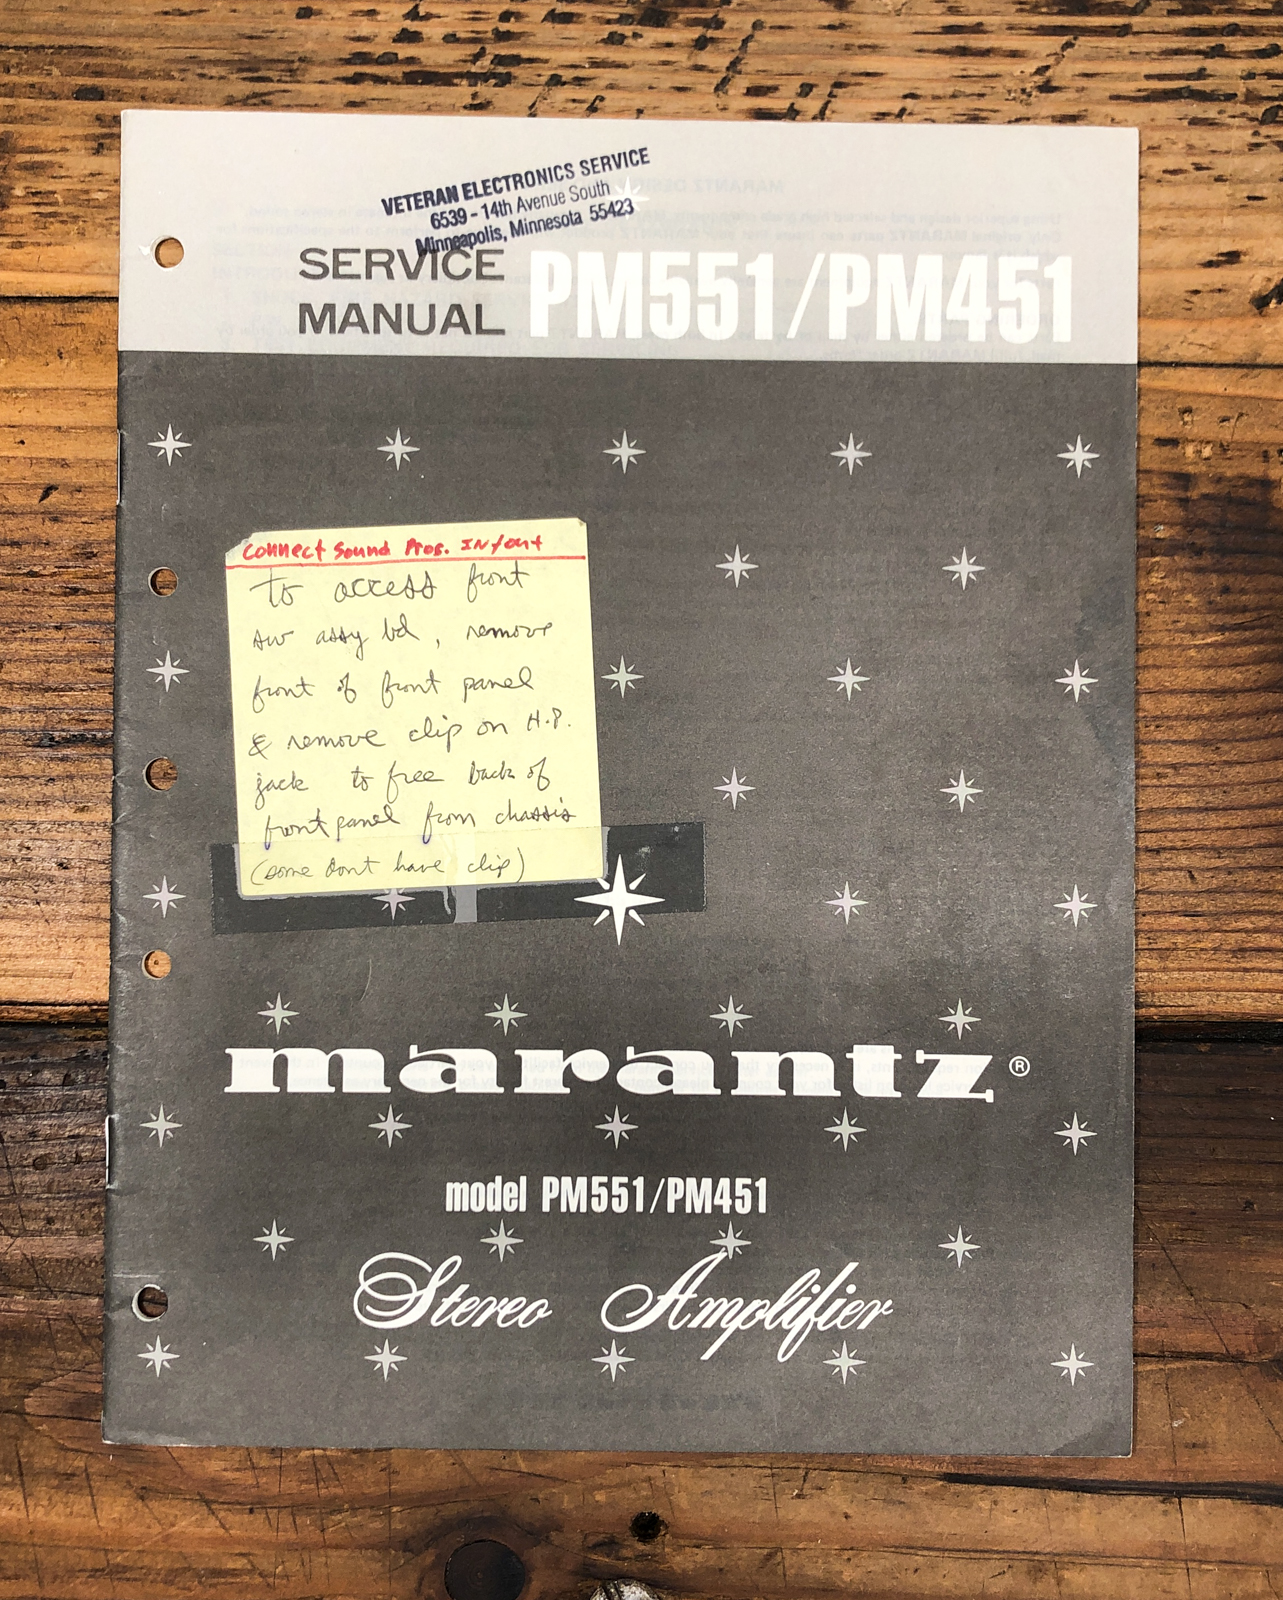 VETERAN ELECTRONICS SERVICE
6539 - 14th Avenue South
Minneapolis, Minnesota 55423
SERVICE
MANUAL
PM551/PM451
Connect Sound Pros. IN/out
To access front
sw assy bd, remove
front of front panel
& remove clip on H.P.
jack to free back of
front panel from chassis
(some dont have clip)
marantz®
model PM551/PM451
Stereo Amplifier